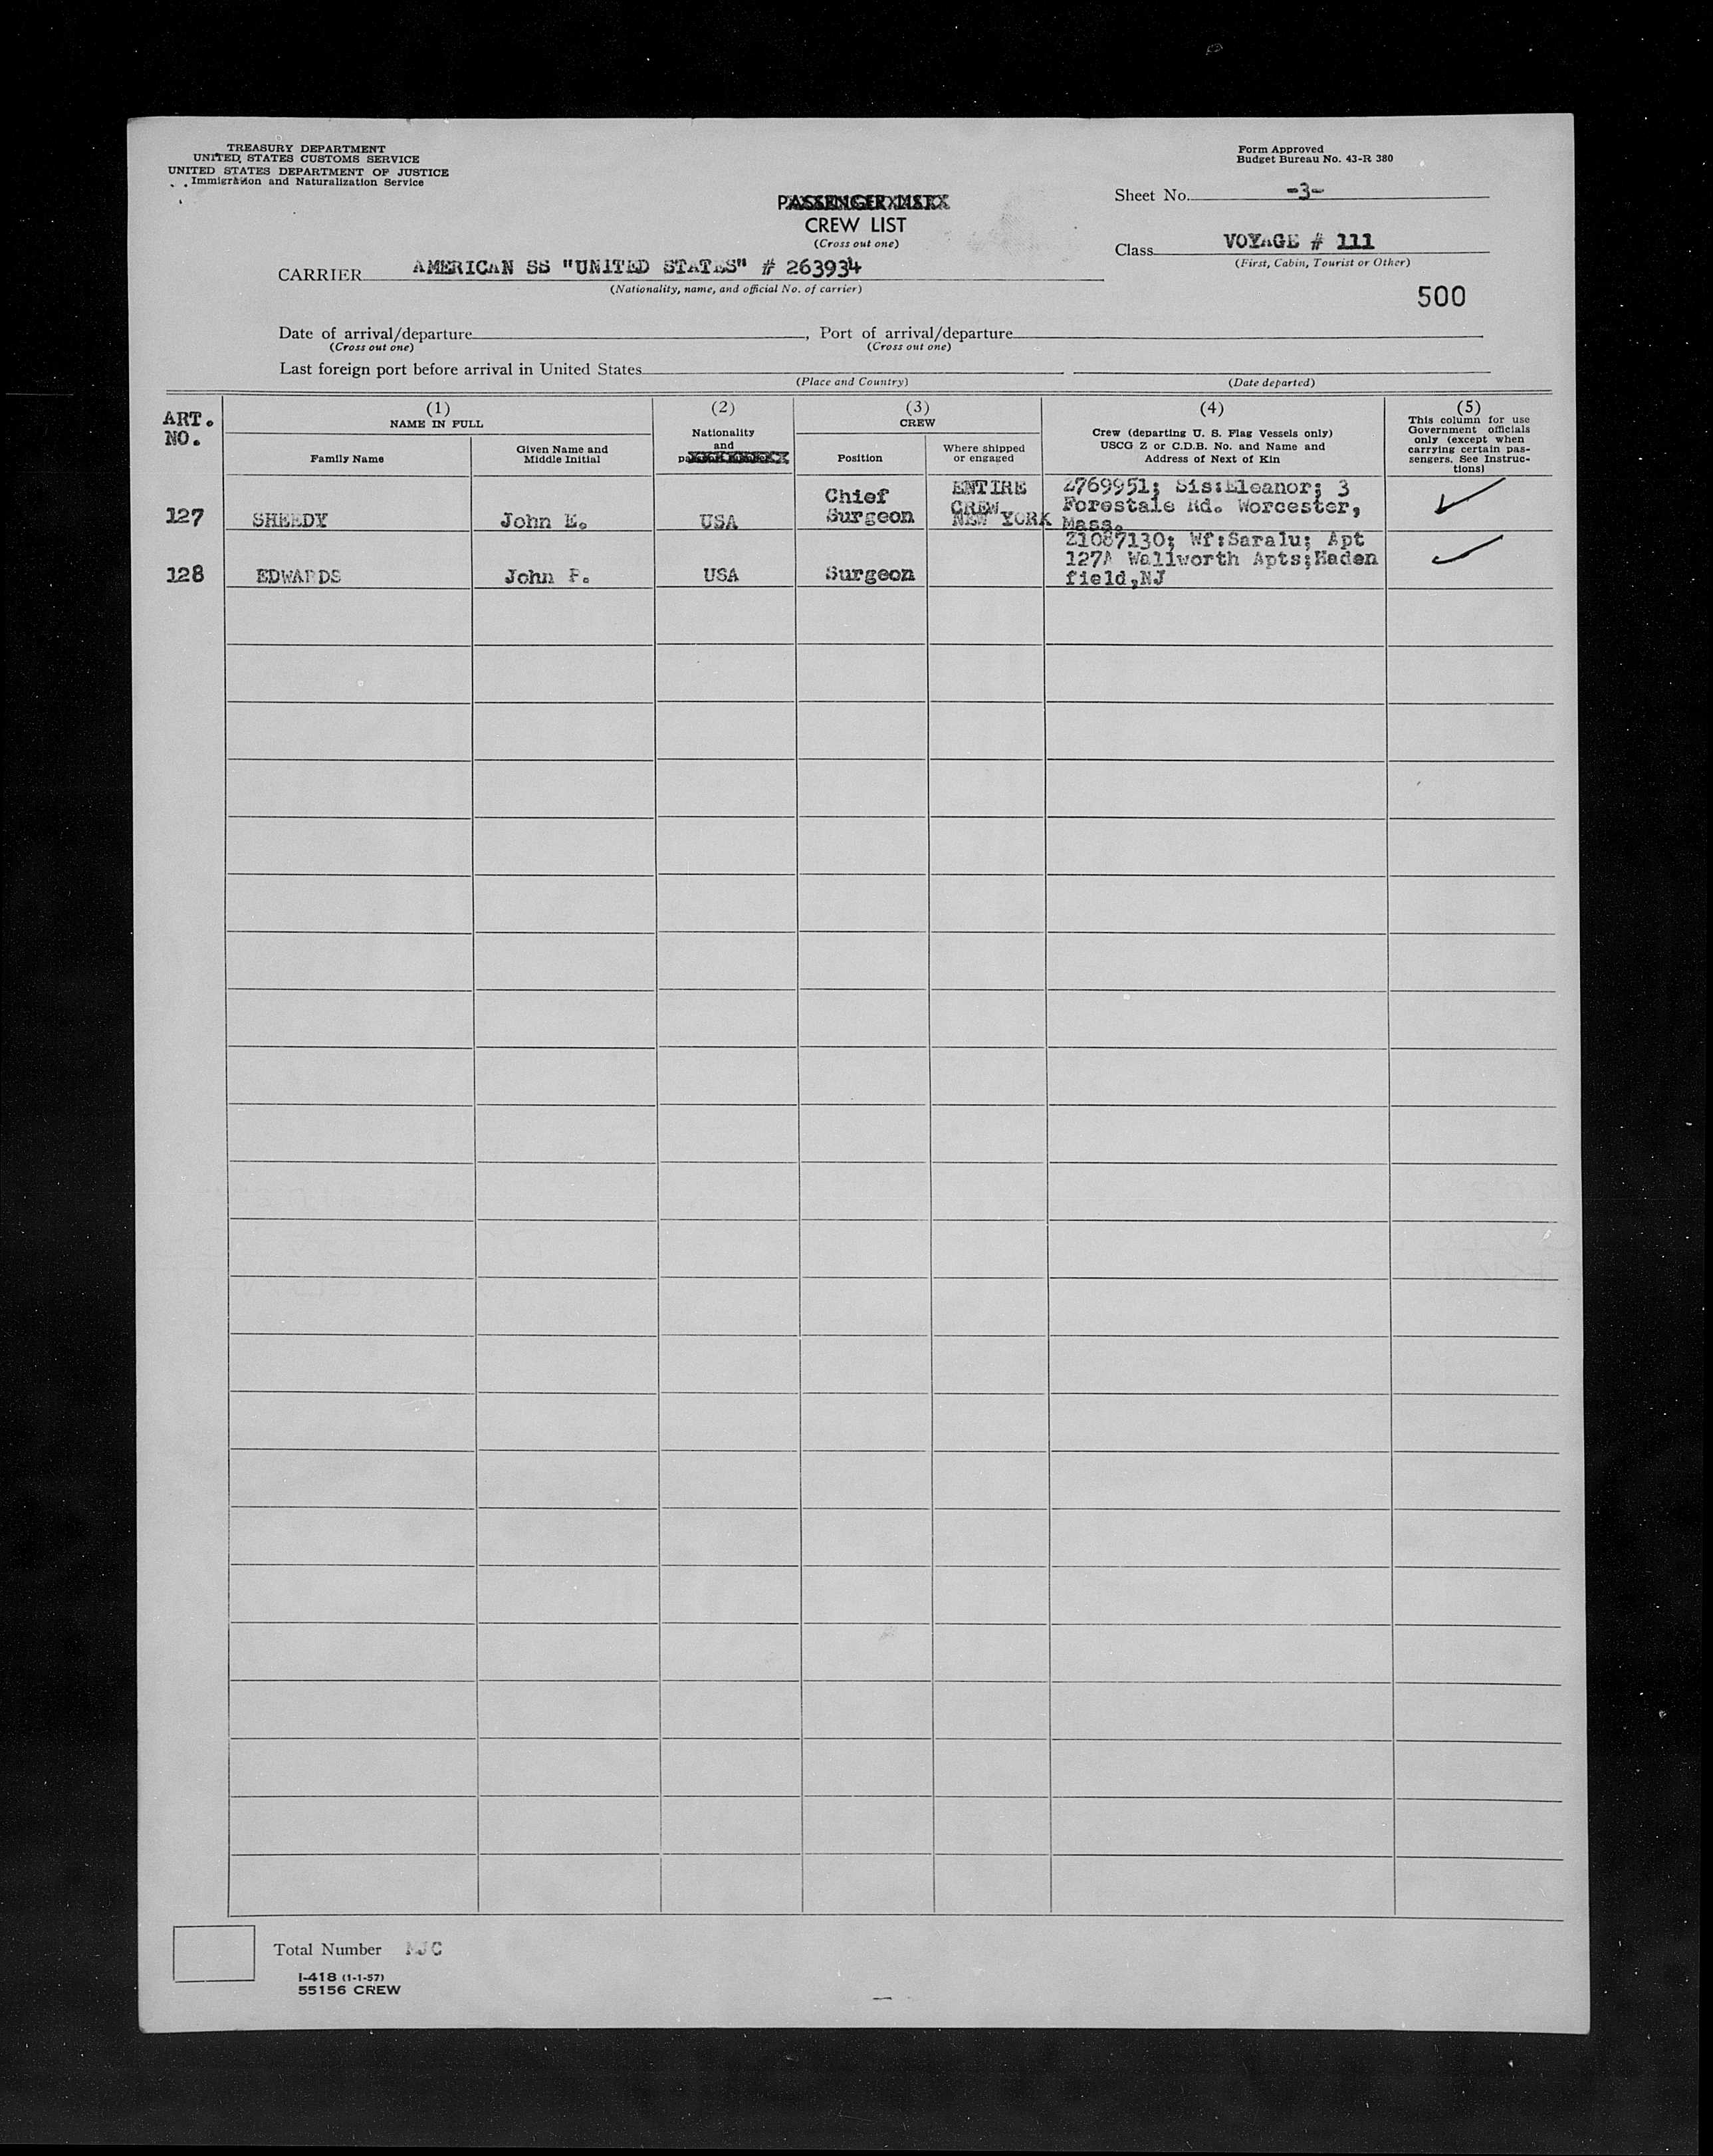 TREASURY DEPARTMENT
UNITED STATES CUSTOMS SERVICE
UNITED STATES DEPARTMENT OF JUSTICE
Immigration and Naturalization Service
Form Approved
Budget Bureau No. 43-R 380
Sheet No. -3-
PASSENGER LIST
CREW LIST
(Cross out one)
Class VOYAGE # 111
(First, Cabin, Tourist or Other)
CARRIER AMERICAN SS "UNITED STATES" # 263934
(Nationality, name, and official No. of carrier)
500
Date of arrival/departure, Port of arrival/departure
(Cross out one) (Cross out one)
Last foreign port before arrival in United States
(Place and Country) (Date departed)
ART. NO.
(1)
NAME IN FULL
Family Name
Given Name and
Middle Initial
(2)
Nationality
and
(3)
CREW
Position
Where shipped
or engaged
(4)
Crew (departing U. S. Flag Vessels only)
USCG Z or C.D.B. No. and Name and
Address of Next of Kin
(5)
This column for use
Government officials
only (except when
carrying certain pas-
sengers. See Instruc-
tions)
127 SHEEDY John E. USA Chief Surgeon ENTIRE CREW NEW YORK Z769951; Sis:Eleanor; 3
Forestale Rd. Worcester,
Mass.
128 EDWARDS John P. USA Surgeon Z1087130; Wf:Saralu; Apt
127A Wallworth Apts;Haden
field,NJ
Total Number MJC
I-418 (1-1-57)
55156 CREW